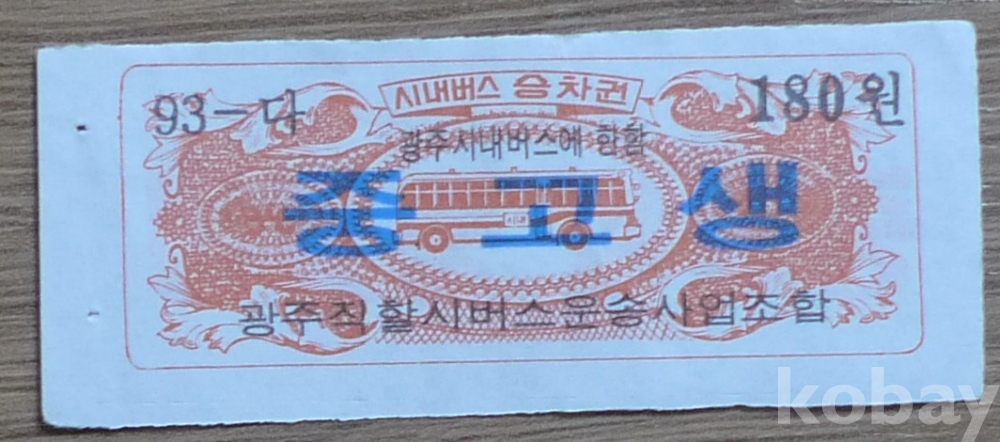 시내버스 승차권
93-다
180원
광주시내버스에 한함
중고생
시내
광주직할시버스운송사업조합
kobay